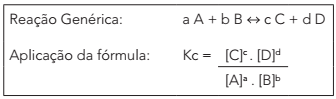 Reação Genérica: a A + b B ↔ c C + d D
Aplicação da fórmula: Kc = [C]ᶜ . [D]ᵈ
[A]ᵃ . [B]ᵇ